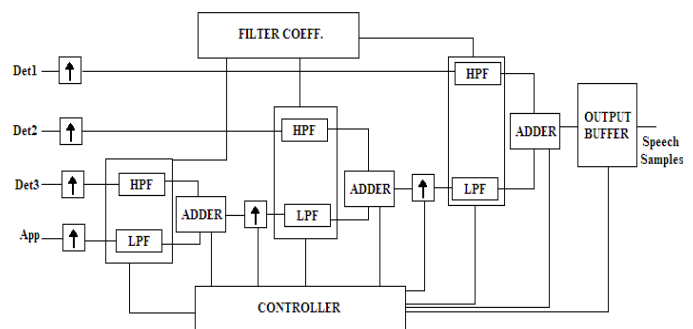 FILTER COEFF.
Det1
HPF
Det2
HPF
ADDER
OUTPUT
BUFFER
Speech
Samples
Det3
HPF
ADDER
LPF
ADDER
LPF
App
LPF
CONTROLLER